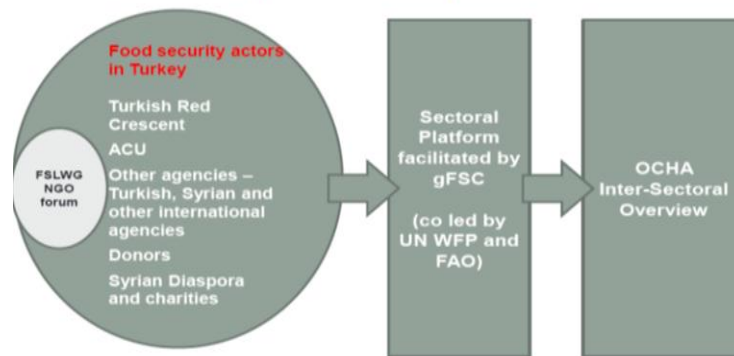 Food security actors
in Turkey
Turkish Red
Crescent
ACU
Other agencies –
Turkish, Syrian and
other international
agencies
Donors
Syrian Diaspora
and charities
FSLWG
NGO
forum
Sectoral
Platform
facilitated by
gFSC
(co led by
UN WFP and
FAO)
OCHA
Inter-Sectoral
Overview